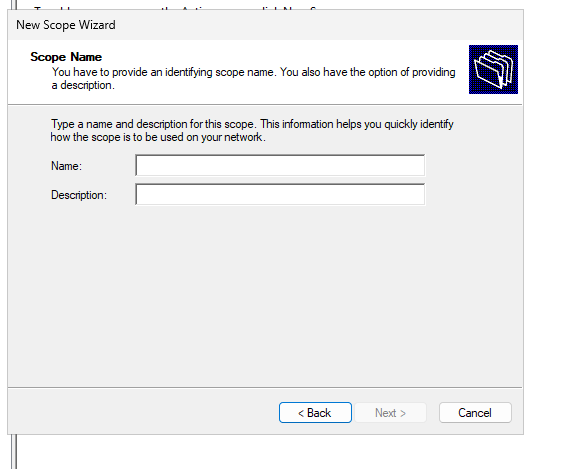 New Scope Wizard
Scope Name
You have to provide an identifying scope name. You also have the option of providing
a description.
Type a name and description for this scope. This information helps you quickly identify
how the scope is to be used on your network.
Name:
Description:
< Back
Next >
Cancel